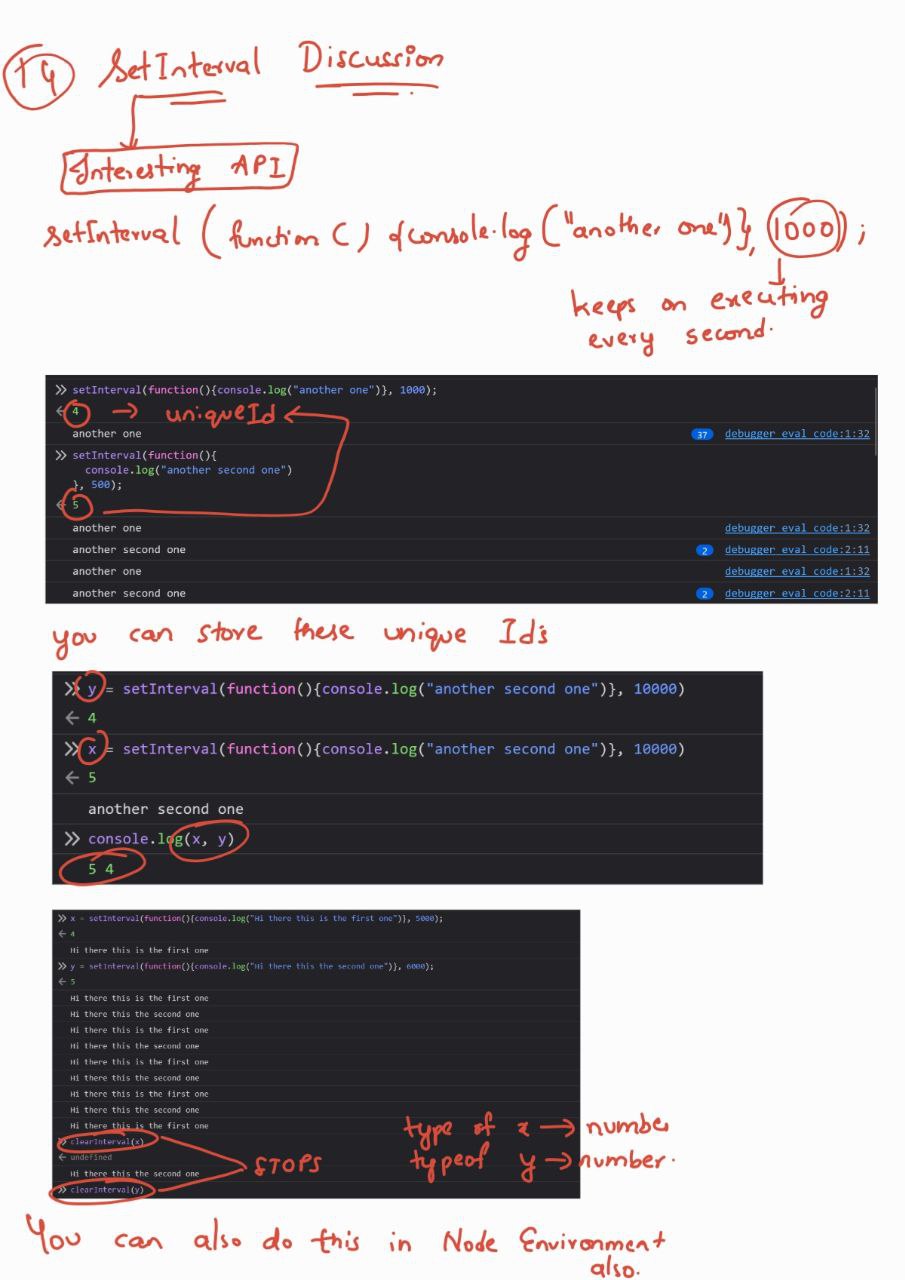 T4 SetInterval Discussion
Interesting API
setInterval (function () {console.log("another one")}, 1000);
keeps on executing
every second.
>> setInterval(function(){console.log("another one")}, 1000);
← 4 → uniqueId
another one 37 debugger eval code:1:32
>> setInterval(function(){
console.log("another second one")
}, 500);
← 5
another one debugger eval code:1:32
another second one 2 debugger eval code:2:11
another one debugger eval code:1:32
another second one 2 debugger eval code:2:11
you can store these unique Id's
>> y = setInterval(function(){console.log("another second one")}, 10000)
← 4
>> x = setInterval(function(){console.log("another second one")}, 10000)
← 5
another second one
>> console.log(x, y)
5 4
>> x = setInterval(function(){console.log("Hi there this is the first one")}, 5000);
← 4
Hi there this is the first one
>> y = setInterval(function(){console.log("Hi there this the second one")}, 6000);
← 5
Hi there this is the first one
Hi there this the second one
Hi there this is the first one
Hi there this the second one
Hi there this is the first one
Hi there this the second one
Hi there this is the first one
Hi there this the second one
Hi there this is the first one
>> clearInterval(x)
← undefined
Hi there this the second one
>> clearInterval(y)
STOPS
type of x → number
typeof y → number.
You can also do this in Node Environment
also.